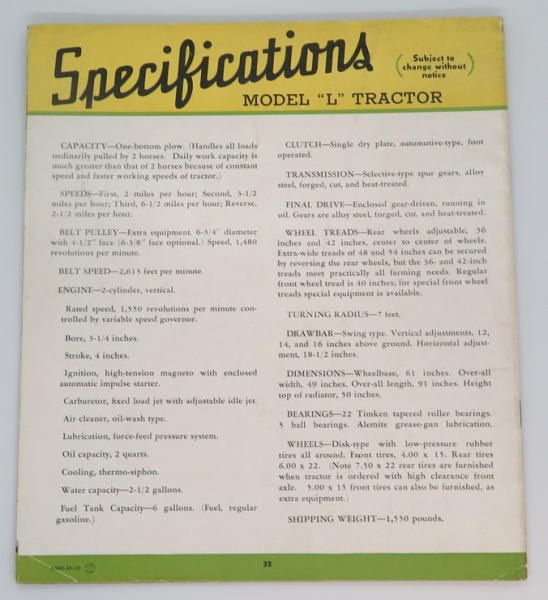 Specifications
(Subject to
change without
notice)
MODEL "L" TRACTOR
CAPACITY—One-bottom plow. (Handles all loads
ordinarily pulled by 2 horses. Daily work capacity is
much greater than that of 2 horses because of constant
speed and faster working speeds of tractor.)
SPEEDS—First, 2 miles per hour; Second, 3-1/2
miles per hour; Third, 6-1/2 miles per hour; Reverse,
2-1/2 miles per hour.
BELT PULLEY—Extra equipment. 6-3/4" diameter
with 4-1/2" face (6-3/8" face optional.) Speed, 1,480
revolutions per minute.
BELT SPEED—2,615 feet per minute.
ENGINE—2-cylinder, vertical.
Rated speed, 1,550 revolutions per minute con-
trolled by variable speed governor.
Bore, 3-1/4 inches.
Stroke, 4 inches.
Ignition, high-tension magneto with enclosed
automatic impulse starter.
Carburetor, fixed load jet with adjustable idle jet.
Air cleaner, oil-wash type.
Lubrication, force-feed pressure system.
Oil capacity, 2 quarts.
Cooling, thermo-siphon.
Water capacity—2-1/2 gallons.
Fuel Tank Capacity—6 gallons. (Fuel, regular
gasoline.)
CLUTCH—Single dry plate, automotive-type, foot
operated.
TRANSMISSION—Selective-type spur gears, alloy
steel, forged, cut, and heat-treated.
FINAL DRIVE—Enclosed gear-driven, running in
oil. Gears are alloy steel, forged, cut, and heat-treated.
WHEEL TREADS—Rear wheels adjustable, 36
inches and 42 inches, center to center of wheels.
Extra-wide treads of 48 and 54 inches can be secured
by reversing the rear wheels, but the 36- and 42-inch
treads meet practically all farming needs. Regular
front wheel tread is 40 inches; for special front wheel
treads special equipment is available.
TURNING RADIUS—7 feet.
DRAWBAR—Swing type. Vertical adjustments, 12,
14, and 16 inches above ground. Horizontal adjust-
ment, 18-1/2 inches.
DIMENSIONS—Wheelbase, 61 inches. Over-all
width, 49 inches. Over-all length, 91 inches. Height
top of radiator, 50 inches.
BEARINGS—22 Timken tapered roller bearings.
5 ball bearings. Alemite grease-gun lubrication.
WHEELS—Disk-type with low-pressure rubber
tires all around. Front tires, 4.00 x 15. Rear tires
6.00 x 22. (Note 7.50 x 22 rear tires are furnished
when tractor is ordered with high clearance front
axle. 5.00 x 15 front tires can also be furnished, as
extra equipment.)
SHIPPING WEIGHT—1,550 pounds.
32